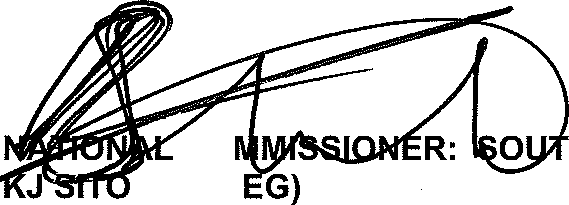 NATIONAL MMISSIONER: SOUT
KJ SITO EG)